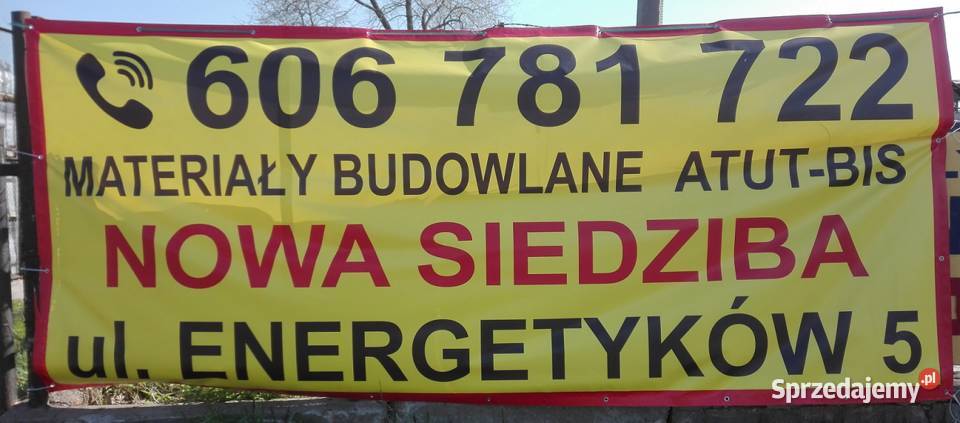 606 781 722
MATERIAŁY BUDOWLANE ATUT-BIS
NOWA SIEDZIBA
ul. ENERGETYKÓW 5
Sprzedajemy.pl